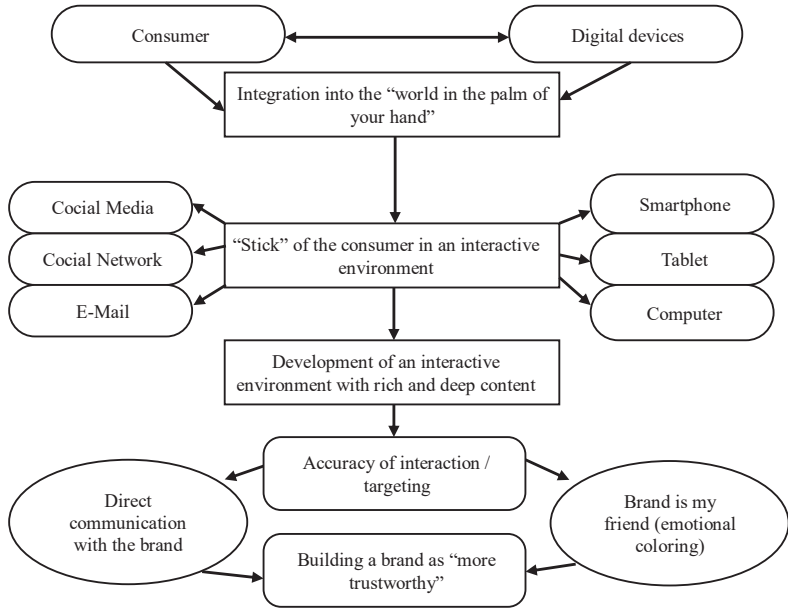 Consumer
Digital devices
Integration into the “world in the palm of
your hand”
Cocial Media
Cocial Network
E-Mail
“Stick” of the consumer in an interactive
environment
Smartphone
Tablet
Computer
Development of an interactive
environment with rich and deep content
Accuracy of interaction /
targeting
Direct
communication
with the brand
Brand is my
friend (emotional
coloring)
Building a brand as “more
trustworthy”